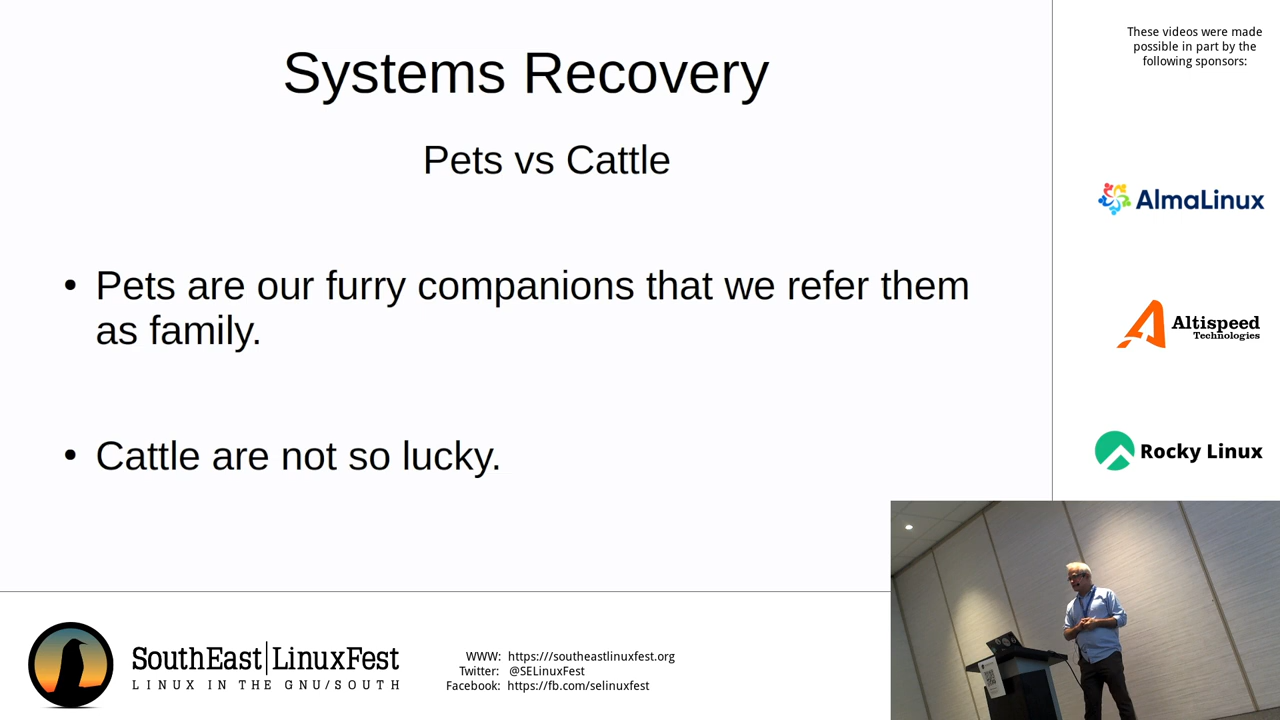 Systems Recovery
Pets vs Cattle
• Pets are our furry companions that we refer them
as family.
• Cattle are not so lucky.
These videos were made
possible in part by the
following sponsors:
AlmaLinux
Altispeed
Technologies
Rocky Linux
SouthEast|LinuxFest
LINUX IN THE GNU/SOUTH
WWW: https://southeastlinuxfest.org
Twitter: @SELinuxFest
Facebook: https://fb.com/selinuxfest